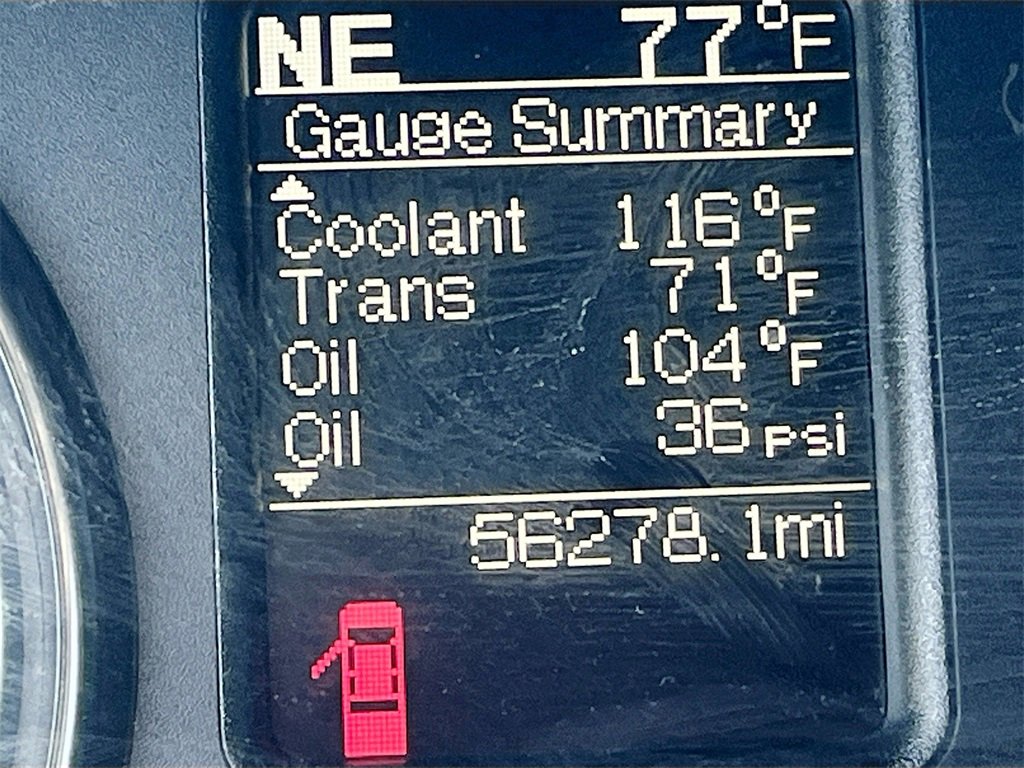 NE 77°F
Gauge Summary
Coolant 116°F
Trans 71°F
Oil 104°F
Oil 36 psi
56278.1mi